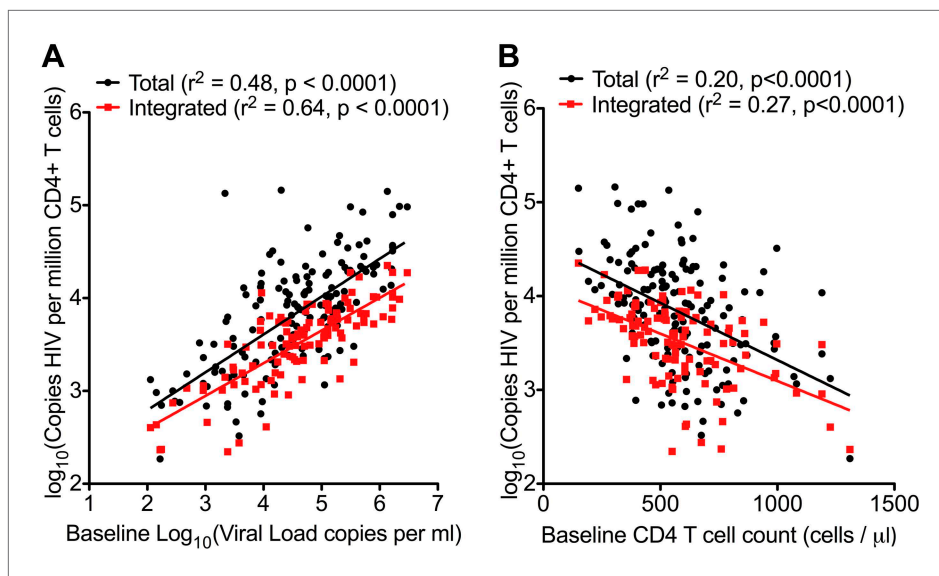 A
Total (r² = 0.48, p < 0.0001)
Integrated (r² = 0.64, p < 0.0001)
log₁₀(Copies HIV per million CD4+ T cells)
6
5
4
3
2
1 2 3 4 5 6 7
Baseline Log₁₀(Viral Load copies per ml)
B
Total (r² = 0.20, p<0.0001)
Integrated (r² = 0.27, p<0.0001)
log₁₀(Copies HIV per million CD4+ T cells)
6
5
4
3
2
0 500 1000 1500
Baseline CD4 T cell count (cells / µl)